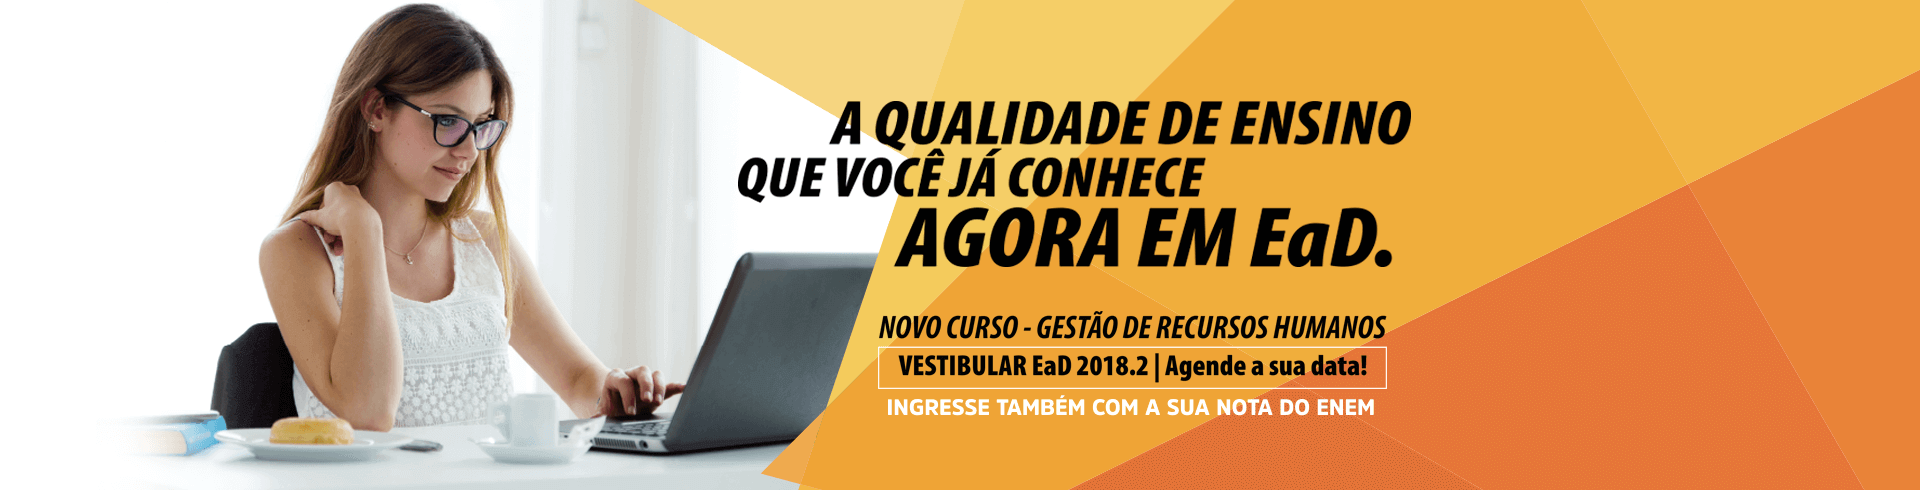 A QUALIDADE DE ENSINO
QUE VOCÊ JÁ CONHECE
AGORA EM EaD.
NOVO CURSO - GESTÃO DE RECURSOS HUMANOS
VESTIBULAR EaD 2018.2 | Agende a sua data!
INGRESSE TAMBÉM COM A SUA NOTA DO ENEM